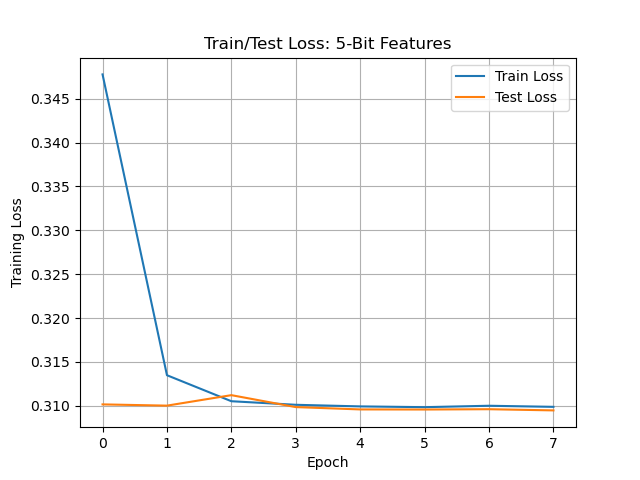 Train/Test Loss: 5-Bit Features
Train Loss
Test Loss
0.345
0.340
0.335
0.330
0.325
0.320
0.315
0.310
Training Loss
0 1 2 3 4 5 6 7
Epoch